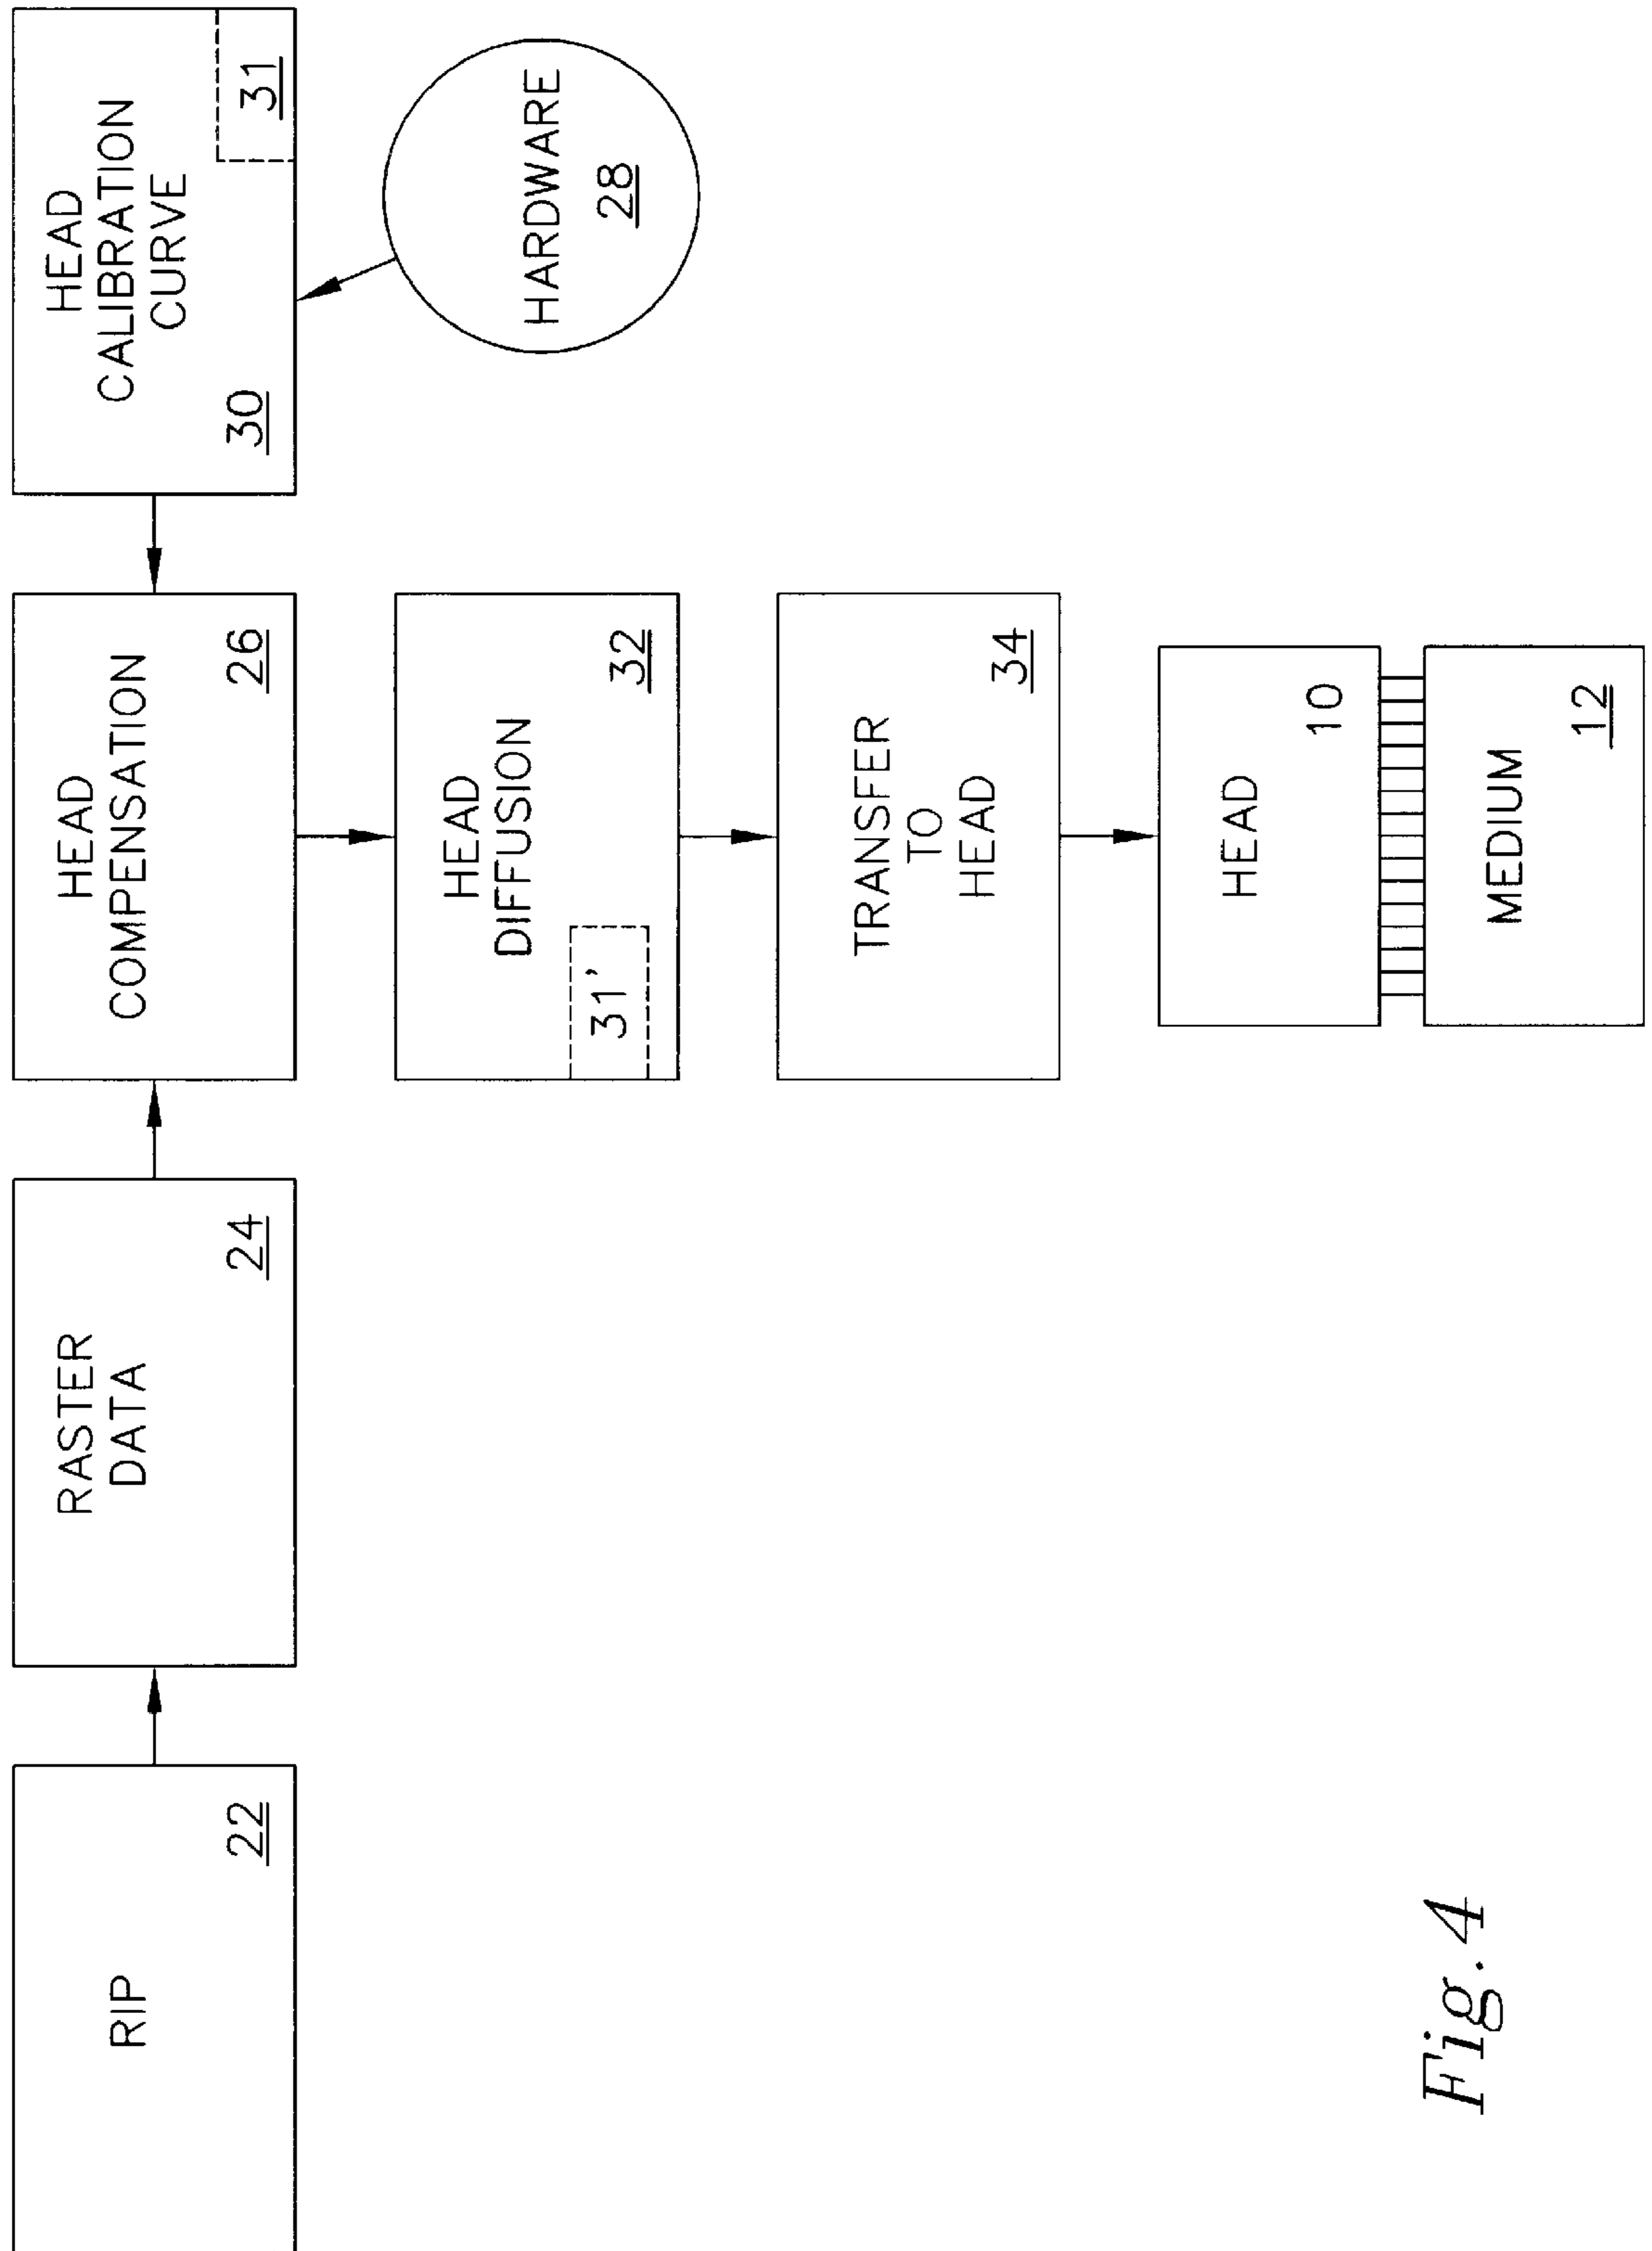 RIP
22
RASTER
DATA
24
HEAD
COMPENSATION
26
HEAD
CALIBRATION
CURVE
30
31
HARDWARE
28
HEAD
DIFFUSION
31'
32
TRANSFER
TO
HEAD
34
HEAD
10
MEDIUM
12
Fig. 4